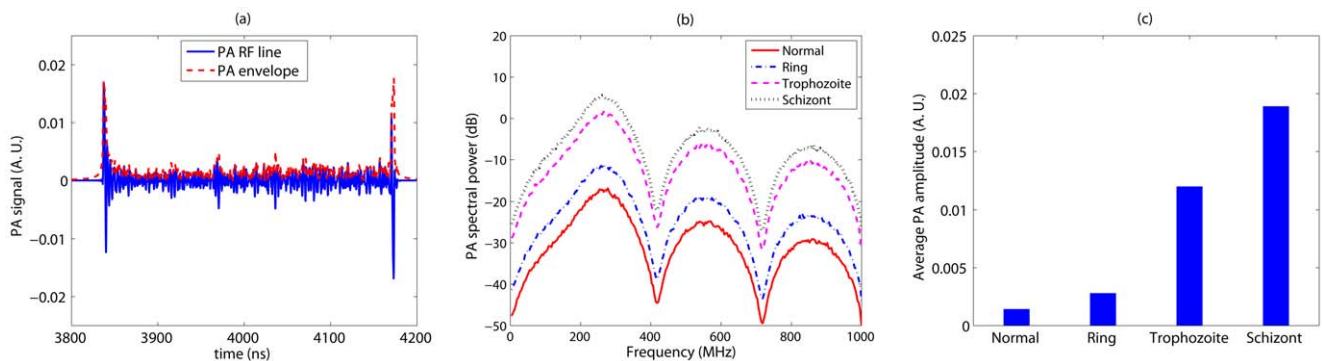 (a)
PA signal (A. U.)
0.02
0.01
0
−0.01
−0.02
PA RF line
PA envelope
3800 3900 4000 4100 4200
time (ns)
(b)
PA spectral power (dB)
20
10
0
−10
−20
−30
−40
−50
Normal
Ring
Trophozoite
Schizont
0 200 400 600 800 1000
Frequency (MHz)
(c)
Average PA amplitude (A. U.)
0.025
0.02
0.015
0.01
0.005
0
Normal Ring Trophozoite Schizont